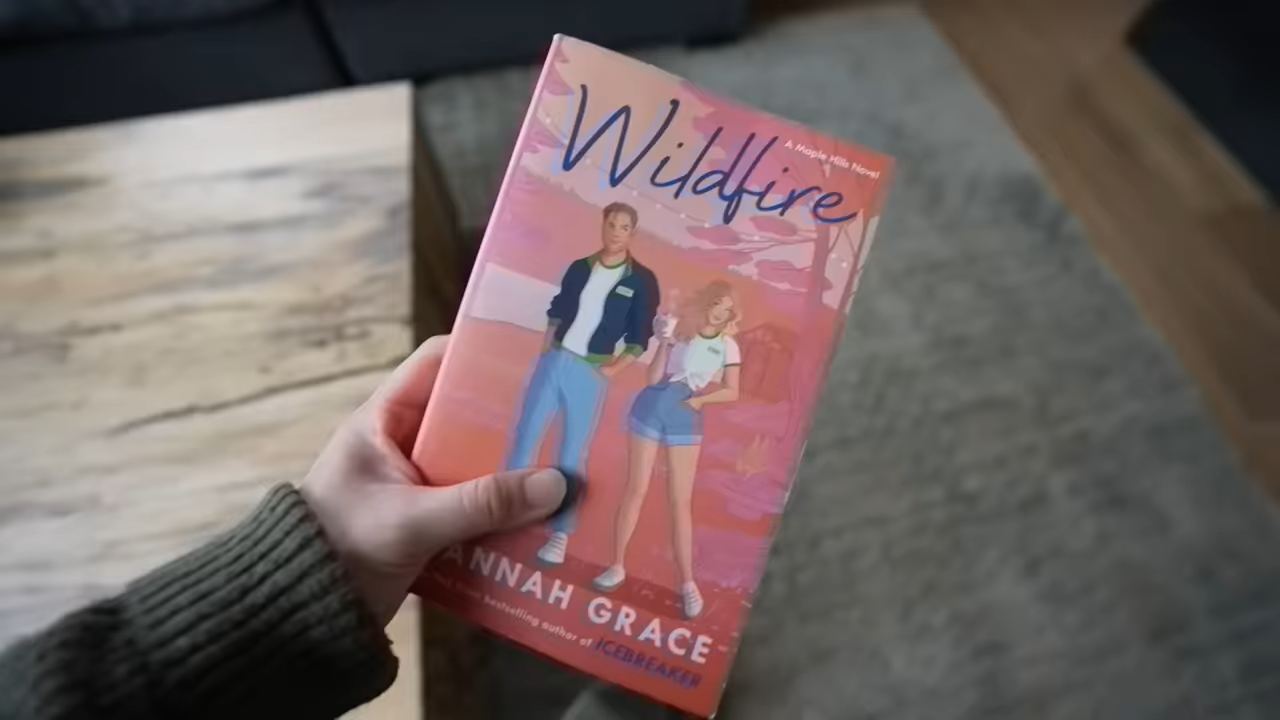 Wildfire
A Maple Hills Novel
ANNAH GRACE
bestselling author of ICEBREAKER